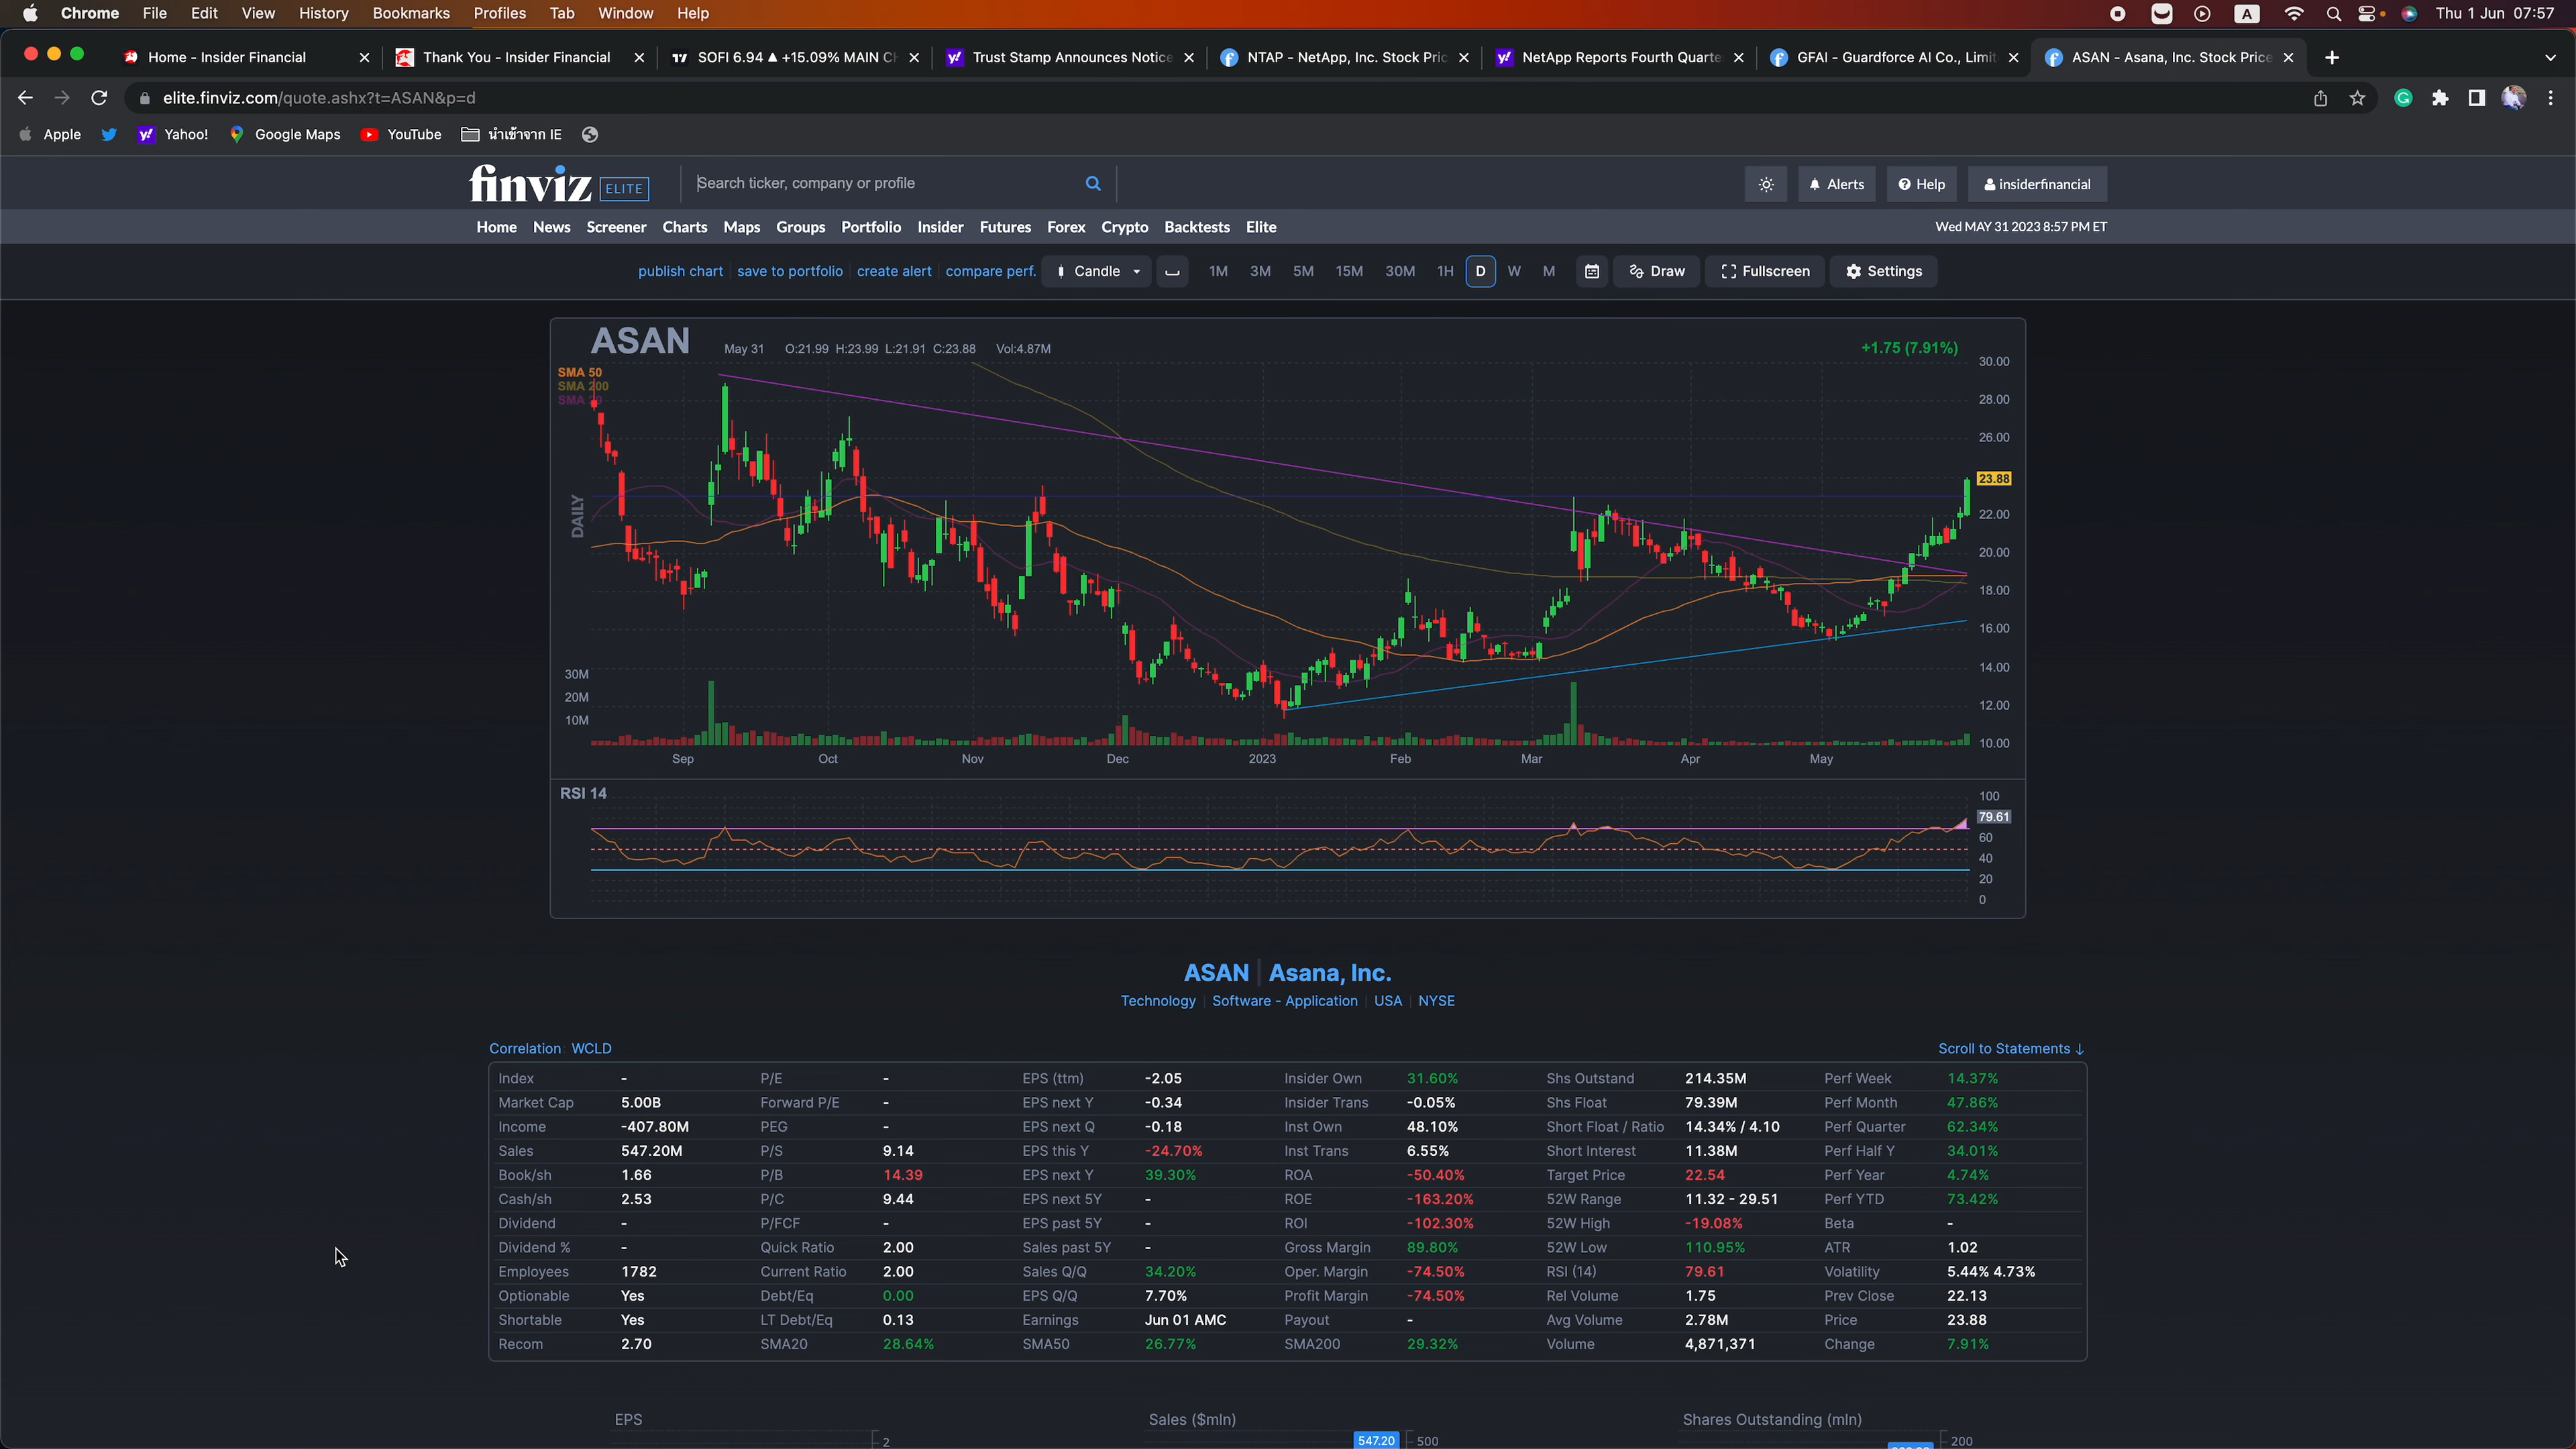 Chrome File Edit View History Bookmarks Profiles Tab Window Help A Thu 1 Jun 07:57
Home - Insider Financial Thank You - Insider Financial SOFI 6.94 ▲ +15.09% MAIN Trust Stamp Announces Notice NTAP - NetApp, Inc. Stock Pric NetApp Reports Fourth Quarte GFAI - Guardforce AI Co., Limit ASAN - Asana, Inc. Stock Price
elite.finviz.com/quote.ashx?t=ASAN&p=d
Apple Yahoo! Google Maps YouTube นำเข้าจาก IE
finviz ELITE Search ticker, company or profile Alerts Help insiderfinancial
Home News Screener Charts Maps Groups Portfolio Insider Futures Forex Crypto Backtests Elite Wed MAY 31 2023 8:57 PM ET
publish chart save to portfolio create alert compare perf. Candle 1M 3M 5M 15M 30M 1H D W M Draw Fullscreen Settings
ASAN May 31 O:21.99 H:23.99 L:21.91 C:23.88 Vol:4.87M +1.75 (7.91%)
SMA 50
SMA 200
SMA 20
DAILY
30.00
28.00
26.00
23.88
22.00
20.00
18.00
16.00
14.00
12.00
10.00
30M
20M
10M
Sep Oct Nov Dec 2023 Feb Mar Apr May
RSI 14
100
79.61
60
40
20
0
ASAN Asana, Inc.
Technology Software - Application USA NYSE
Correlation WCLD Scroll to Statements ↓
Index - P/E - EPS (ttm) -2.05 Insider Own 31.60% Shs Outstand 214.35M Perf Week 14.37%
Market Cap 5.00B Forward P/E - EPS next Y -0.34 Insider Trans -0.05% Shs Float 79.39M Perf Month 47.86%
Income -407.80M PEG - EPS next Q -0.18 Inst Own 48.10% Short Float / Ratio 14.34% / 4.10 Perf Quarter 62.34%
Sales 547.20M P/S 9.14 EPS this Y -24.70% Inst Trans 6.55% Short Interest 11.38M Perf Half Y 34.01%
Book/sh 1.66 P/B 14.39 EPS next Y 39.30% ROA -50.40% Target Price 22.54 Perf Year 4.74%
Cash/sh 2.53 P/C 9.44 EPS next 5Y - ROE -163.20% 52W Range 11.32 - 29.51 Perf YTD 73.42%
Dividend - P/FCF - EPS past 5Y - ROI -102.30% 52W High -19.08% Beta -
Dividend % - Quick Ratio 2.00 Sales past 5Y - Gross Margin 89.80% 52W Low 110.95% ATR 1.02
Employees 1782 Current Ratio 2.00 Sales Q/Q 34.20% Oper. Margin -74.50% RSI (14) 79.61 Volatility 5.44% 4.73%
Optionable Yes Debt/Eq 0.00 EPS Q/Q 7.70% Profit Margin -74.50% Rel Volume 1.75 Prev Close 22.13
Shortable Yes LT Debt/Eq 0.13 Earnings Jun 01 AMC Payout - Avg Volume 2.78M Price 23.88
Recom 2.70 SMA20 28.64% SMA50 26.77% SMA200 29.32% Volume 4,871,371 Change 7.91%
EPS Sales ($mln) Shares Outstanding (mln)
2 547.20 500 200